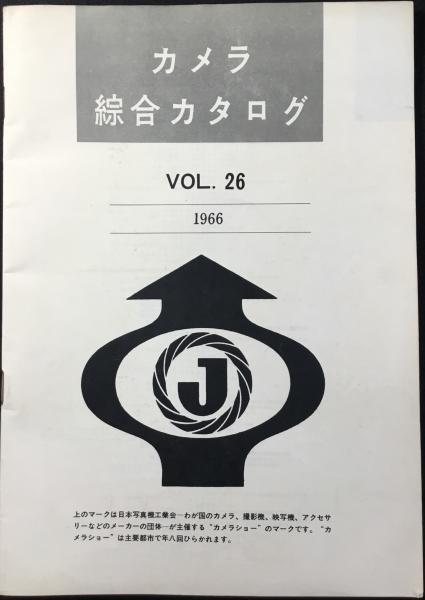 カメラ
綜合カタログ
VOL. 26
1966
J
上のマークは日本写真機工業会―わが国のカメラ、撮影機、映写機、アクセサ
リーなどのメーカーの団体―が主催する“カメラショー”のマークです。“カ
メラショー”は主要都市で年八回ひらかれます。